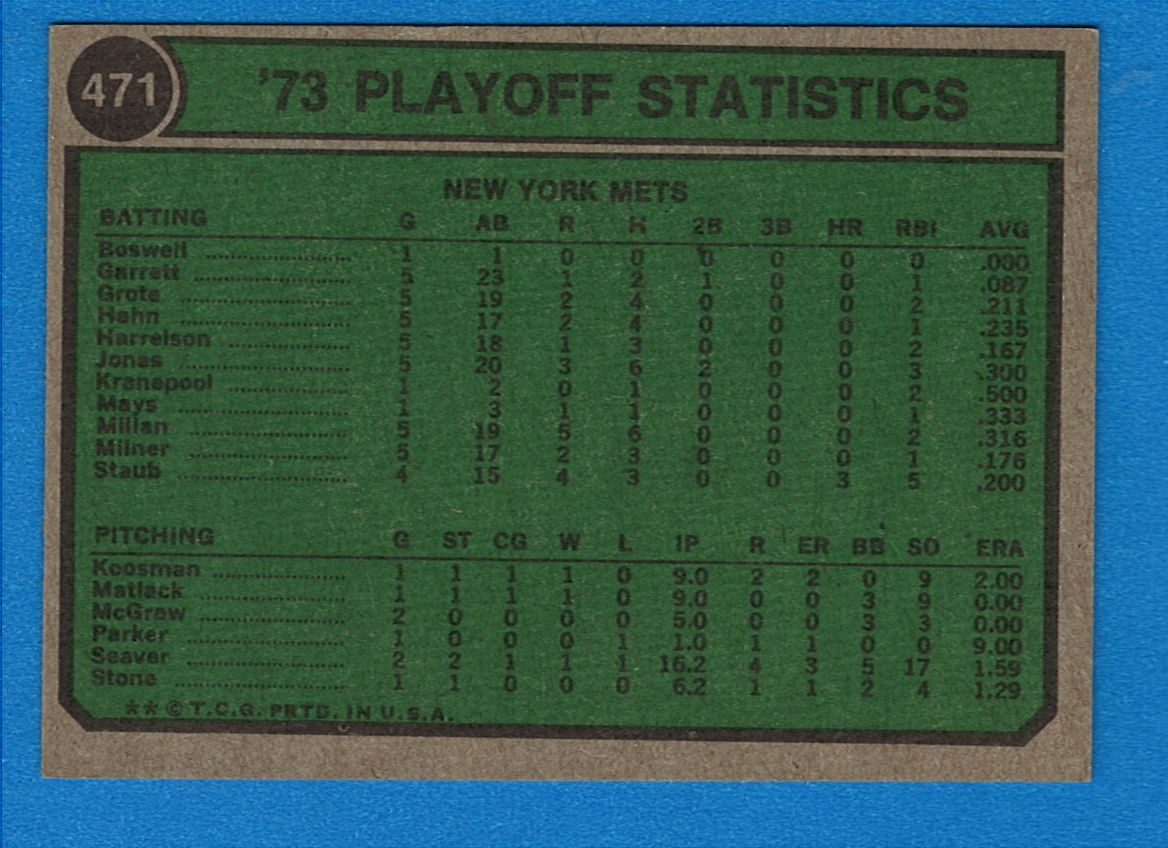 471
'73 PLAYOFF STATISTICS
NEW YORK METS
BATTING G AB R H 2B 3B HR RBI AVG
Boswell .................... 1 1 0 0 0 0 0 0 .000
Garrett .................... 5 23 1 2 1 0 0 1 .087
Grote .................... 5 19 2 4 0 0 0 2 .211
Hahn .................... 5 17 2 4 0 0 0 1 .235
Harrelson .................... 5 18 1 3 0 0 0 2 .167
Jones .................... 5 20 3 6 2 0 0 3 .300
Kranepool .................... 1 2 0 1 0 0 0 2 .500
Mays .................... 1 3 1 1 0 0 0 1 .333
Millan .................... 5 19 5 6 0 0 0 2 .316
Milner .................... 5 17 2 3 0 0 0 1 .176
Staub .................... 4 15 4 3 0 0 3 5 .200
PITCHING G ST CG W L IP R ER BB SO ERA
Koosman .................... 1 1 1 1 0 9.0 2 2 0 9 2.00
Matlack .................... 1 1 1 1 0 9.0 0 0 3 9 0.00
McGraw .................... 2 0 0 0 0 5.0 0 0 3 3 0.00
Parker .................... 1 0 0 0 1 1.0 1 1 0 0 9.00
Seaver .................... 2 2 1 1 1 16.2 4 3 5 17 1.59
Stone .................... 1 1 0 0 0 6.2 1 1 2 4 1.29
** © T.C.G. PRTD. IN U.S.A.